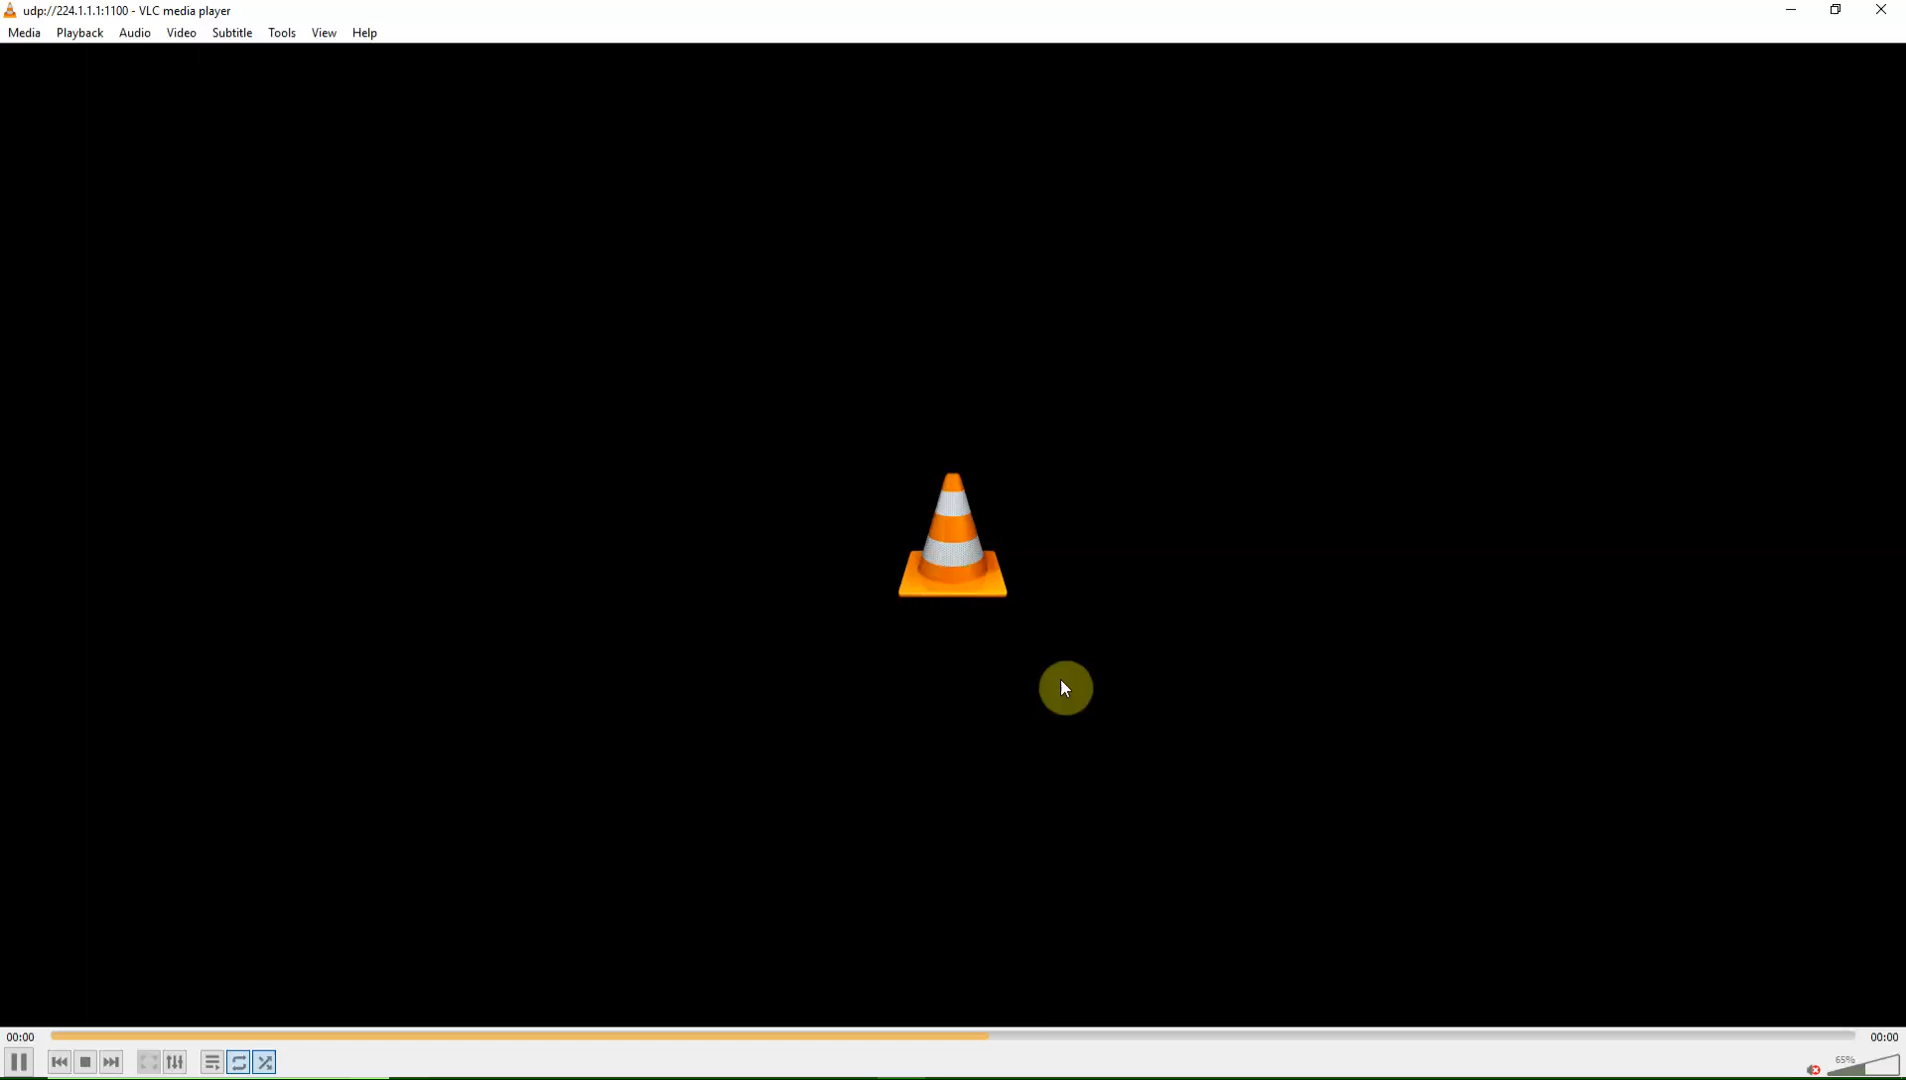 udp://224.1.1.1:1100 - VLC media player
Media Playback Audio Video Subtitle Tools View Help
00:00 00:00
65%